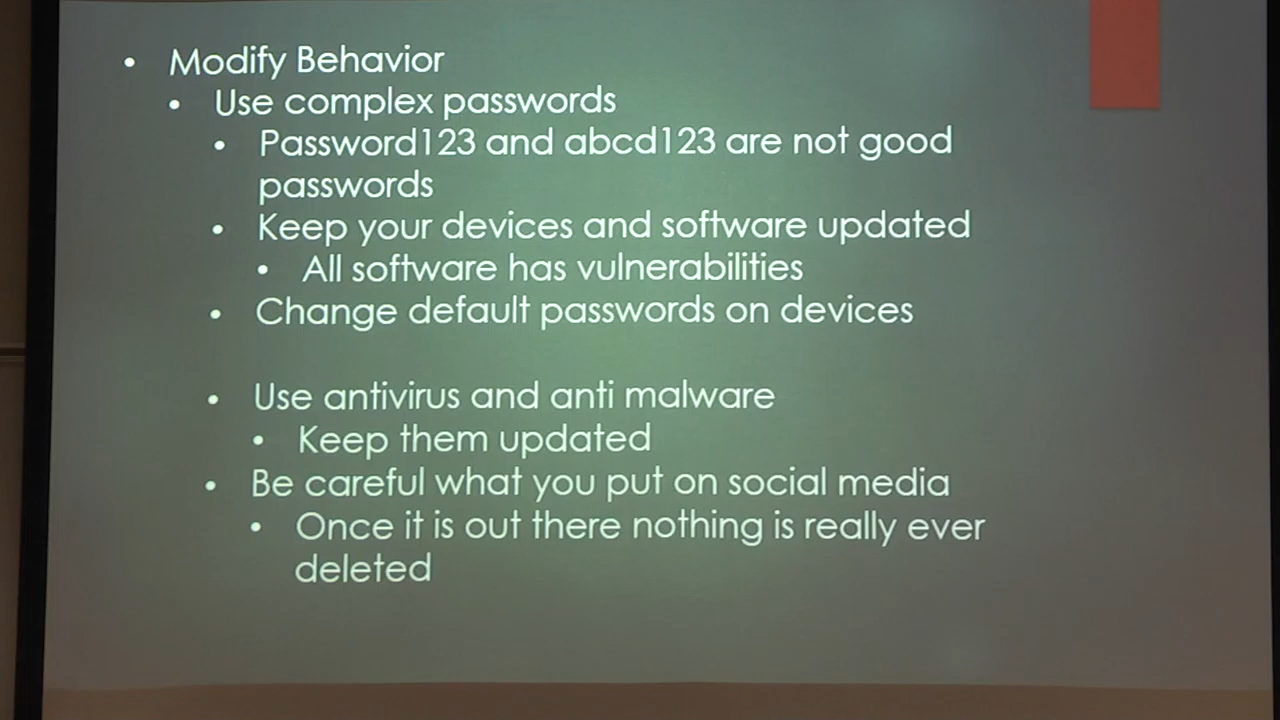 • Modify Behavior
• Use complex passwords
• Password123 and abcd123 are not good
passwords
• Keep your devices and software updated
• All software has vulnerabilities
• Change default passwords on devices
• Use antivirus and anti malware
• Keep them updated
• Be careful what you put on social media
• Once it is out there nothing is really ever
deleted